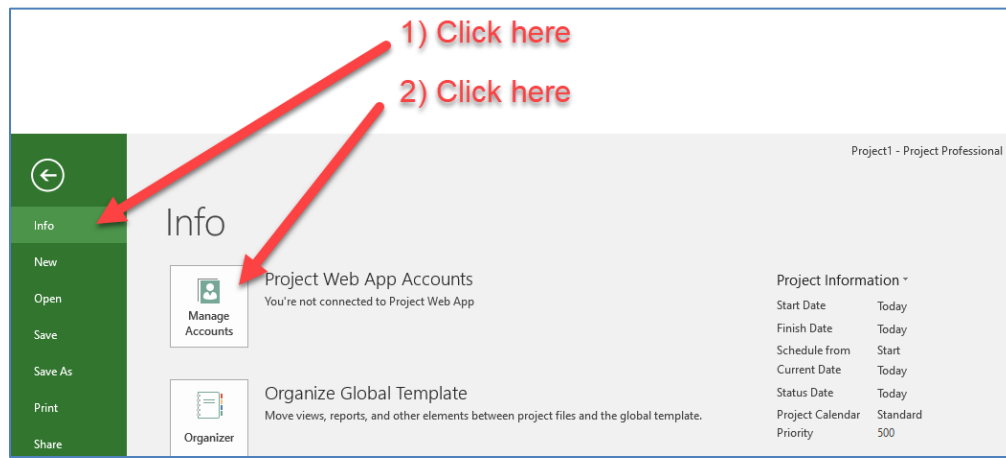 1) Click here
2) Click here
Project1 - Project Professional
Info
New
Open
Save
Save As
Print
Share
Info
Manage
Accounts
Project Web App Accounts
You're not connected to Project Web App
Organizer
Organize Global Template
Move views, reports, and other elements between project files and the global template.
Project Information
Start Date Today
Finish Date Today
Schedule from Start
Current Date Today
Status Date Today
Project Calendar Standard
Priority 500